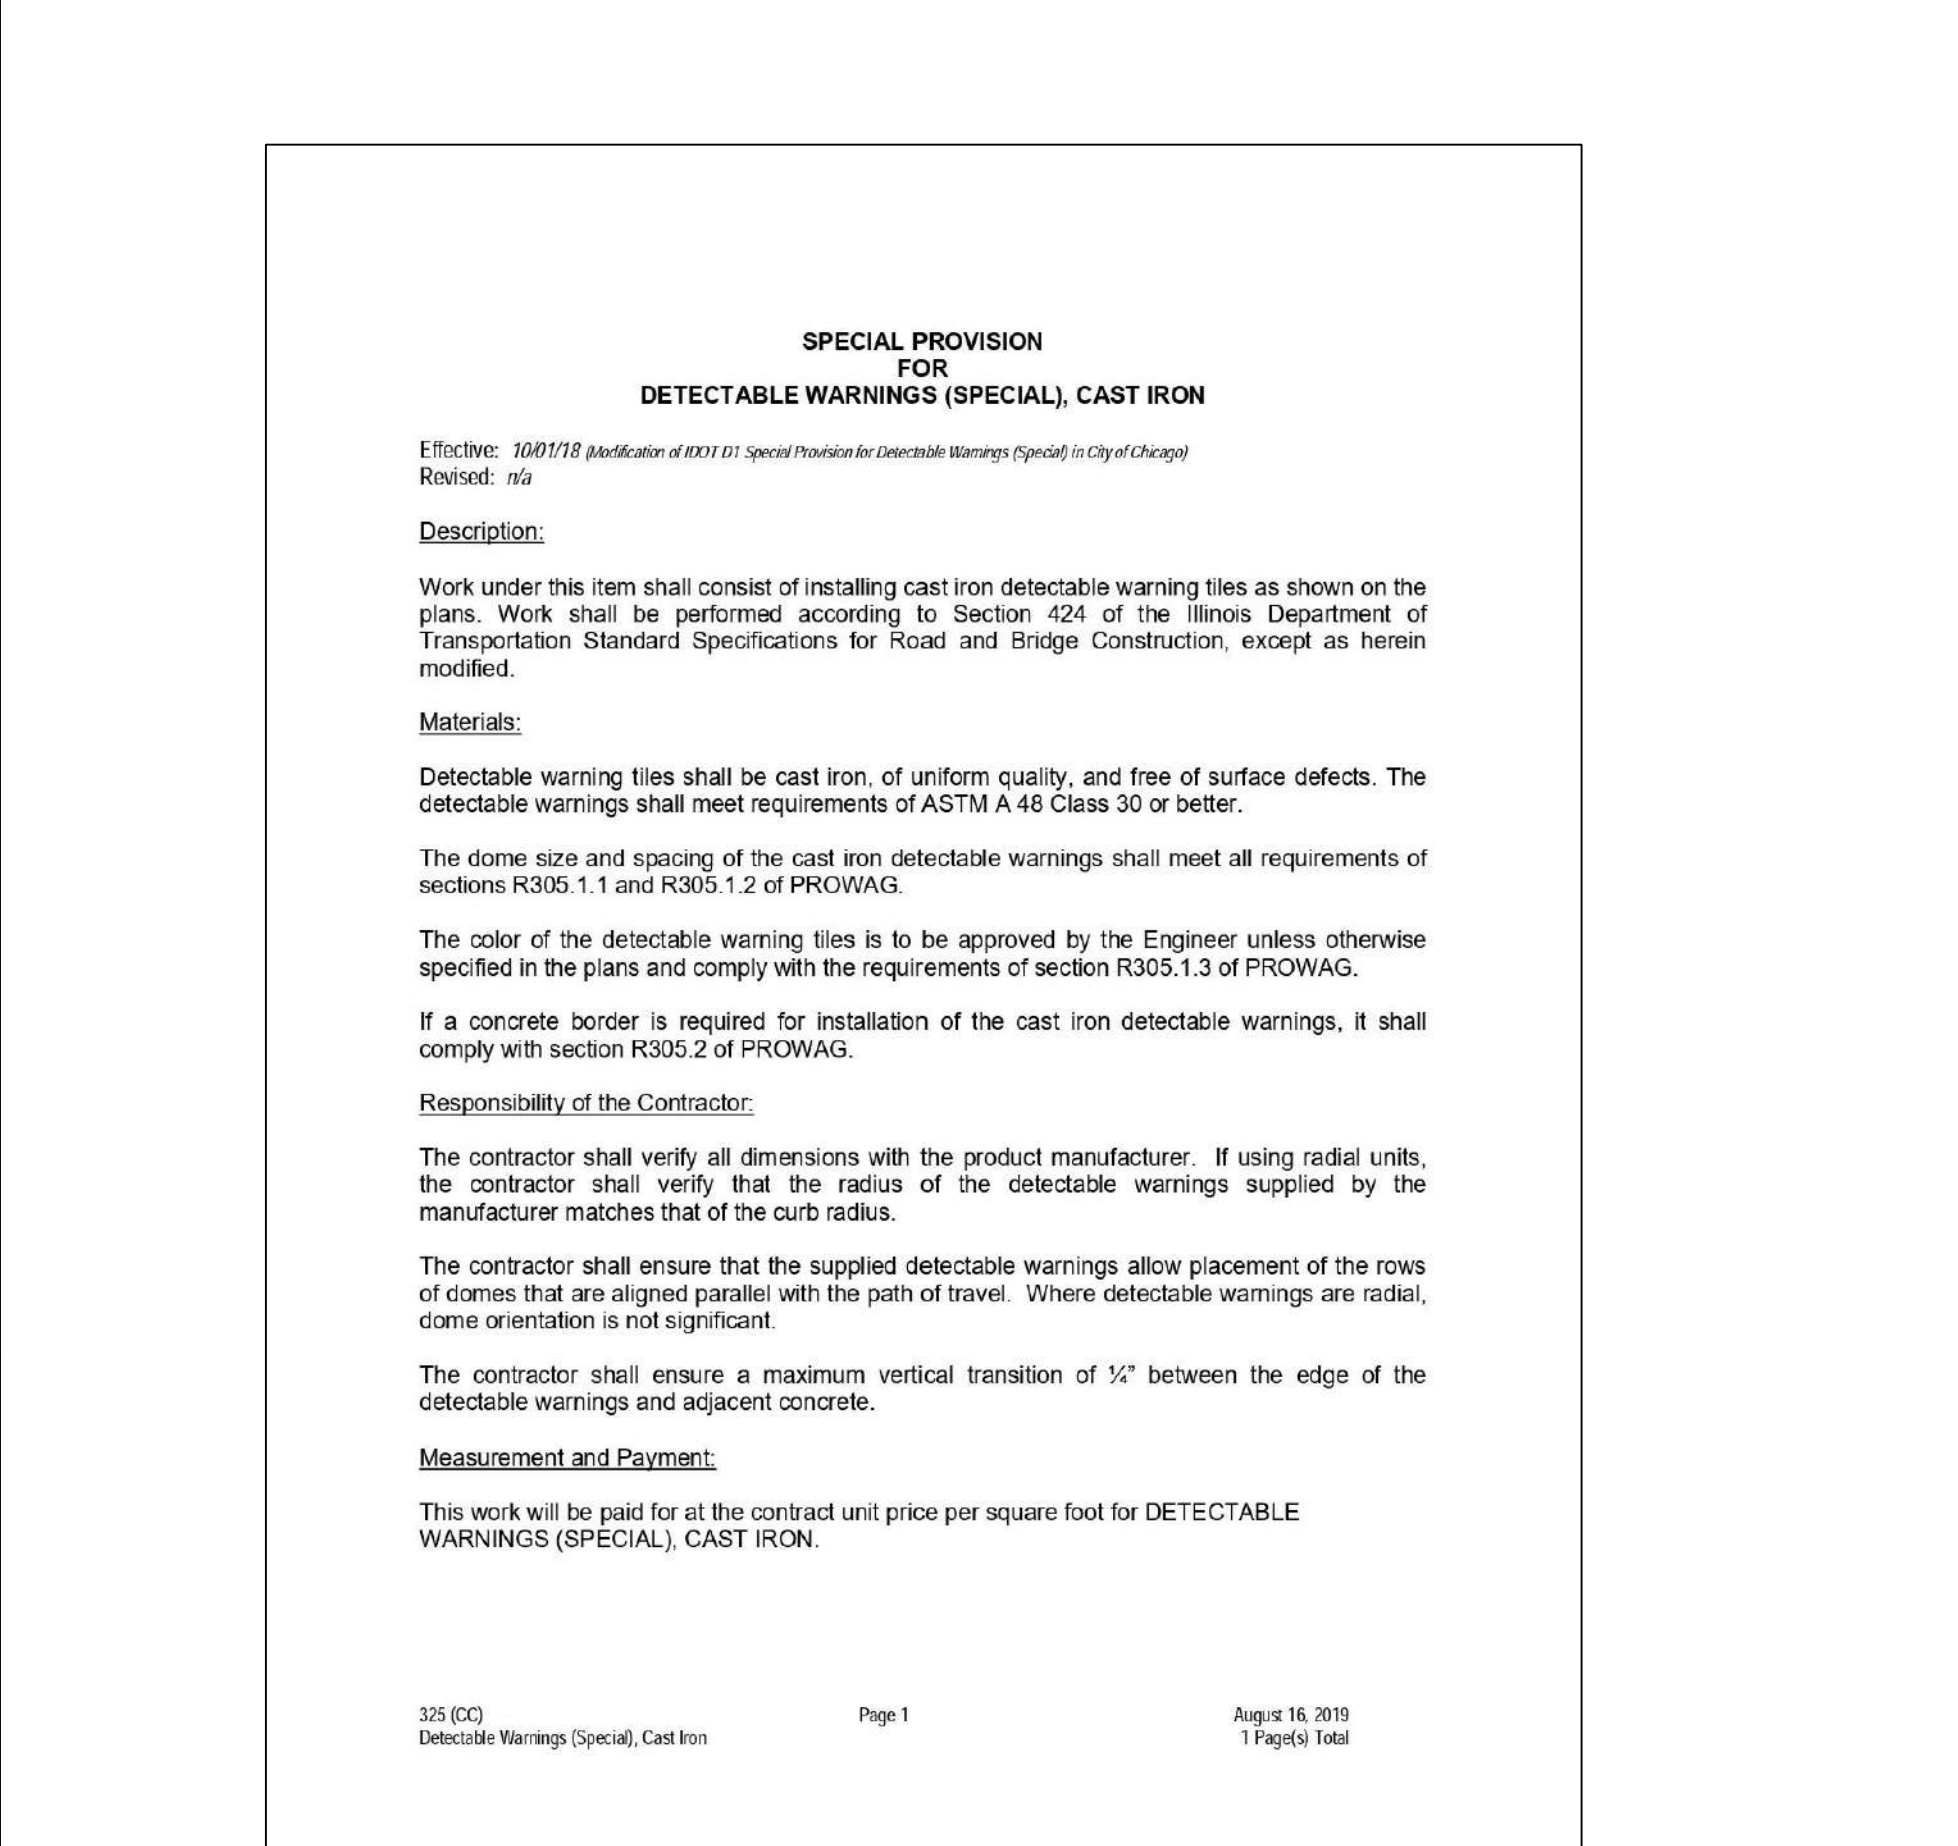 SPECIAL PROVISION
FOR
DETECTABLE WARNINGS (SPECIAL), CAST IRON
Effective: 10/01/18 (Modification of IDOT D1 Special Provision for Detectable Warnings (Special) in City of Chicago)
Revised: n/a
Description:
Work under this item shall consist of installing cast iron detectable warning tiles as shown on the
plans. Work shall be performed according to Section 424 of the Illinois Department of
Transportation Standard Specifications for Road and Bridge Construction, except as herein
modified.
Materials:
Detectable warning tiles shall be cast iron, of uniform quality, and free of surface defects. The
detectable warnings shall meet requirements of ASTM A 48 Class 30 or better.
The dome size and spacing of the cast iron detectable warnings shall meet all requirements of
sections R305.1.1 and R305.1.2 of PROWAG.
The color of the detectable warning tiles is to be approved by the Engineer unless otherwise
specified in the plans and comply with the requirements of section R305.1.3 of PROWAG.
If a concrete border is required for installation of the cast iron detectable warnings, it shall
comply with section R305.2 of PROWAG.
Responsibility of the Contractor:
The contractor shall verify all dimensions with the product manufacturer. If using radial units,
the contractor shall verify that the radius of the detectable warnings supplied by the
manufacturer matches that of the curb radius.
The contractor shall ensure that the supplied detectable warnings allow placement of the rows
of domes that are aligned parallel with the path of travel. Where detectable warnings are radial,
dome orientation is not significant.
The contractor shall ensure a maximum vertical transition of ¼” between the edge of the
detectable warnings and adjacent concrete.
Measurement and Payment:
This work will be paid for at the contract unit price per square foot for DETECTABLE
WARNINGS (SPECIAL), CAST IRON.
325 (CC) Page 1 August 16, 2019
Detectable Warnings (Special), Cast Iron 1 Page(s) Total